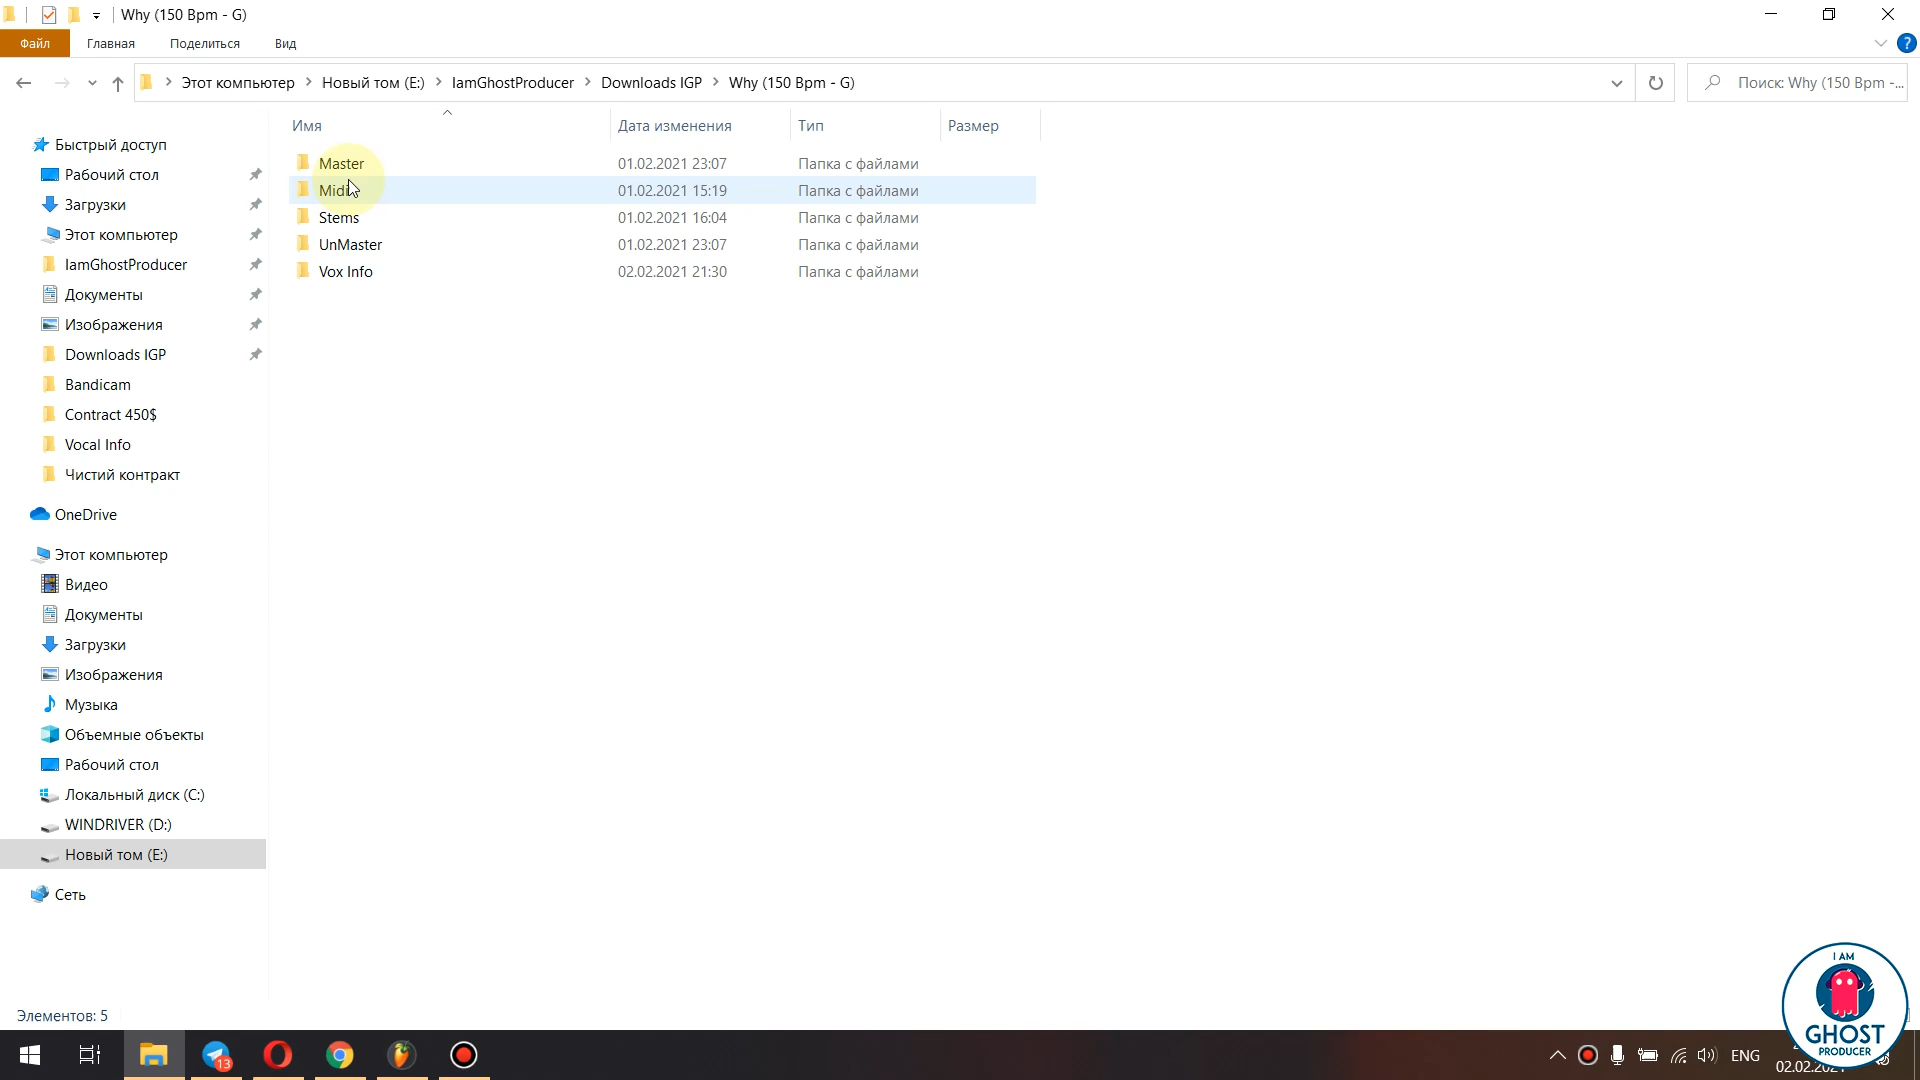 Why (150 Bpm - G)
Файл Главная Поделиться Вид
Этот компьютер Новый том (E:) IamGhostProducer Downloads IGP Why (150 Bpm - G) Поиск: Why (150 Bpm -...
Имя Дата изменения Тип Размер
Master 01.02.2021 23:07 Папка с файлами
Midi 01.02.2021 15:19 Папка с файлами
Stems 01.02.2021 16:04 Папка с файлами
UnMaster 01.02.2021 23:07 Папка с файлами
Vox Info 02.02.2021 21:30 Папка с файлами
Быстрый доступ
Рабочий стол
Загрузки
Этот компьютер
IamGhostProducer
Документы
Изображения
Downloads IGP
Bandicam
Contract 450$
Vocal Info
Чистий контракт
OneDrive
Этот компьютер
Видео
Документы
Загрузки
Изображения
Музыка
Объемные объекты
Рабочий стол
Локальный диск (C:)
WINDRIVER (D:)
Новый том (E:)
Сеть
Элементов: 5
13
ENG
I AM
GHOST
PRODUCER